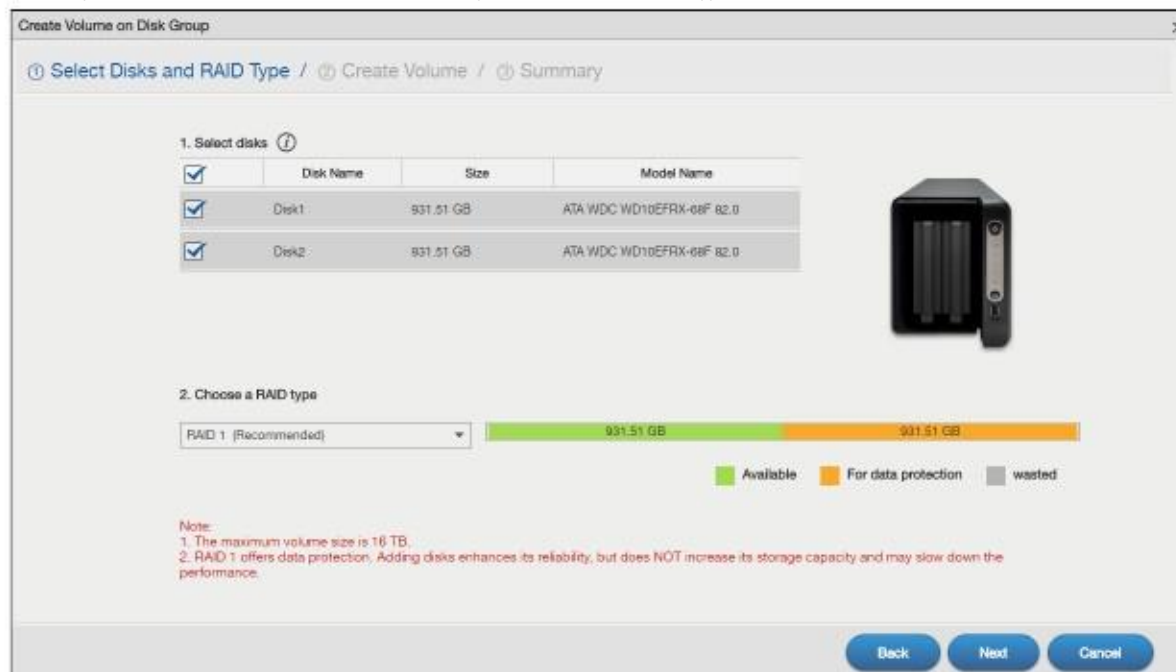 Create Volume on Disk Group
① Select Disks and RAID Type / ② Create Volume / ③ Summary
1. Select disks
Disk Name Size Model Name
Disk1 931.51 GB ATA WDC WD10EFRX-68F 82.0
Disk2 931.51 GB ATA WDC WD10EFRX-68F 82.0
2. Choose a RAID type
RAID 1 (Recommended) 931.51 GB 931.51 GB
Available For data protection wasted
Note:
1. The maximum volume size is 16 TB.
2. RAID 1 offers data protection. Adding disks enhances its reliability, but does NOT increase its storage capacity and may slow down the
performance.
Back Next Cancel